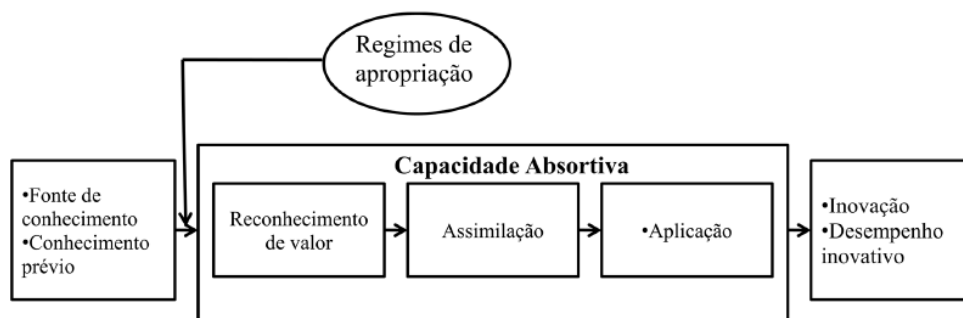 Regimes de
apropriação
Capacidade Absortiva
•Fonte de
conhecimento
•Conhecimento
prévio
Reconhecimento
de valor
Assimilação
•Aplicação
•Inovação
•Desempenho
inovativo